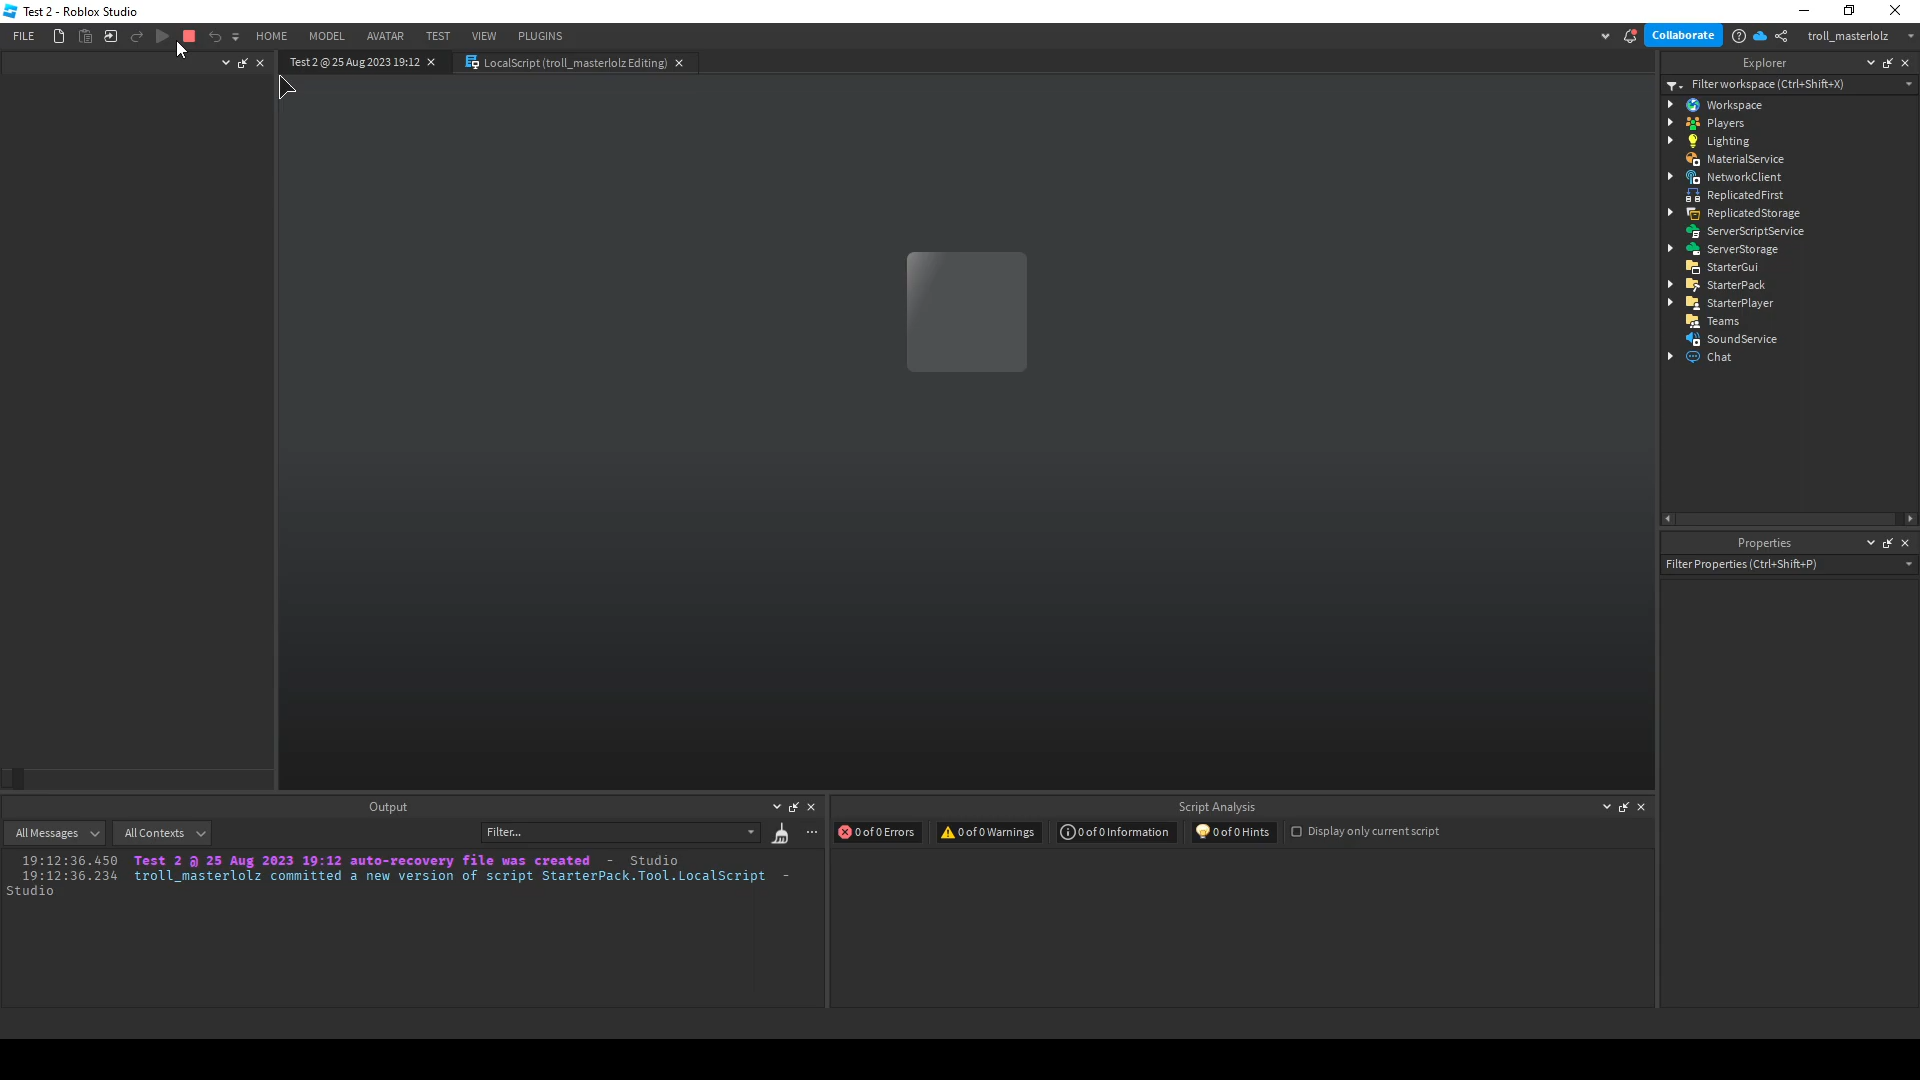 Test 2 - Roblox Studio
FILE HOME MODEL AVATAR TEST VIEW PLUGINS Collaborate troll_masterlolz
Test 2 @ 25 Aug 2023 19:12 LocalScript (troll_masterlolz Editing)
Explorer
Filter workspace (Ctrl+Shift+X)
Workspace
Players
Lighting
MaterialService
NetworkClient
ReplicatedFirst
ReplicatedStorage
ServerScriptService
ServerStorage
StarterGui
StarterPack
StarterPlayer
Teams
SoundService
Chat
Properties
Filter Properties (Ctrl+Shift+P)
Output
All Messages All Contexts Filter...
19:12:36.450 Test 2 @ 25 Aug 2023 19:12 auto-recovery file was created - Studio
19:12:36.234 troll_masterlolz committed a new version of script StarterPack.Tool.LocalScript -
Studio
Script Analysis
0 of 0 Errors 0 of 0 Warnings 0 of 0 Information 0 of 0 Hints Display only current script